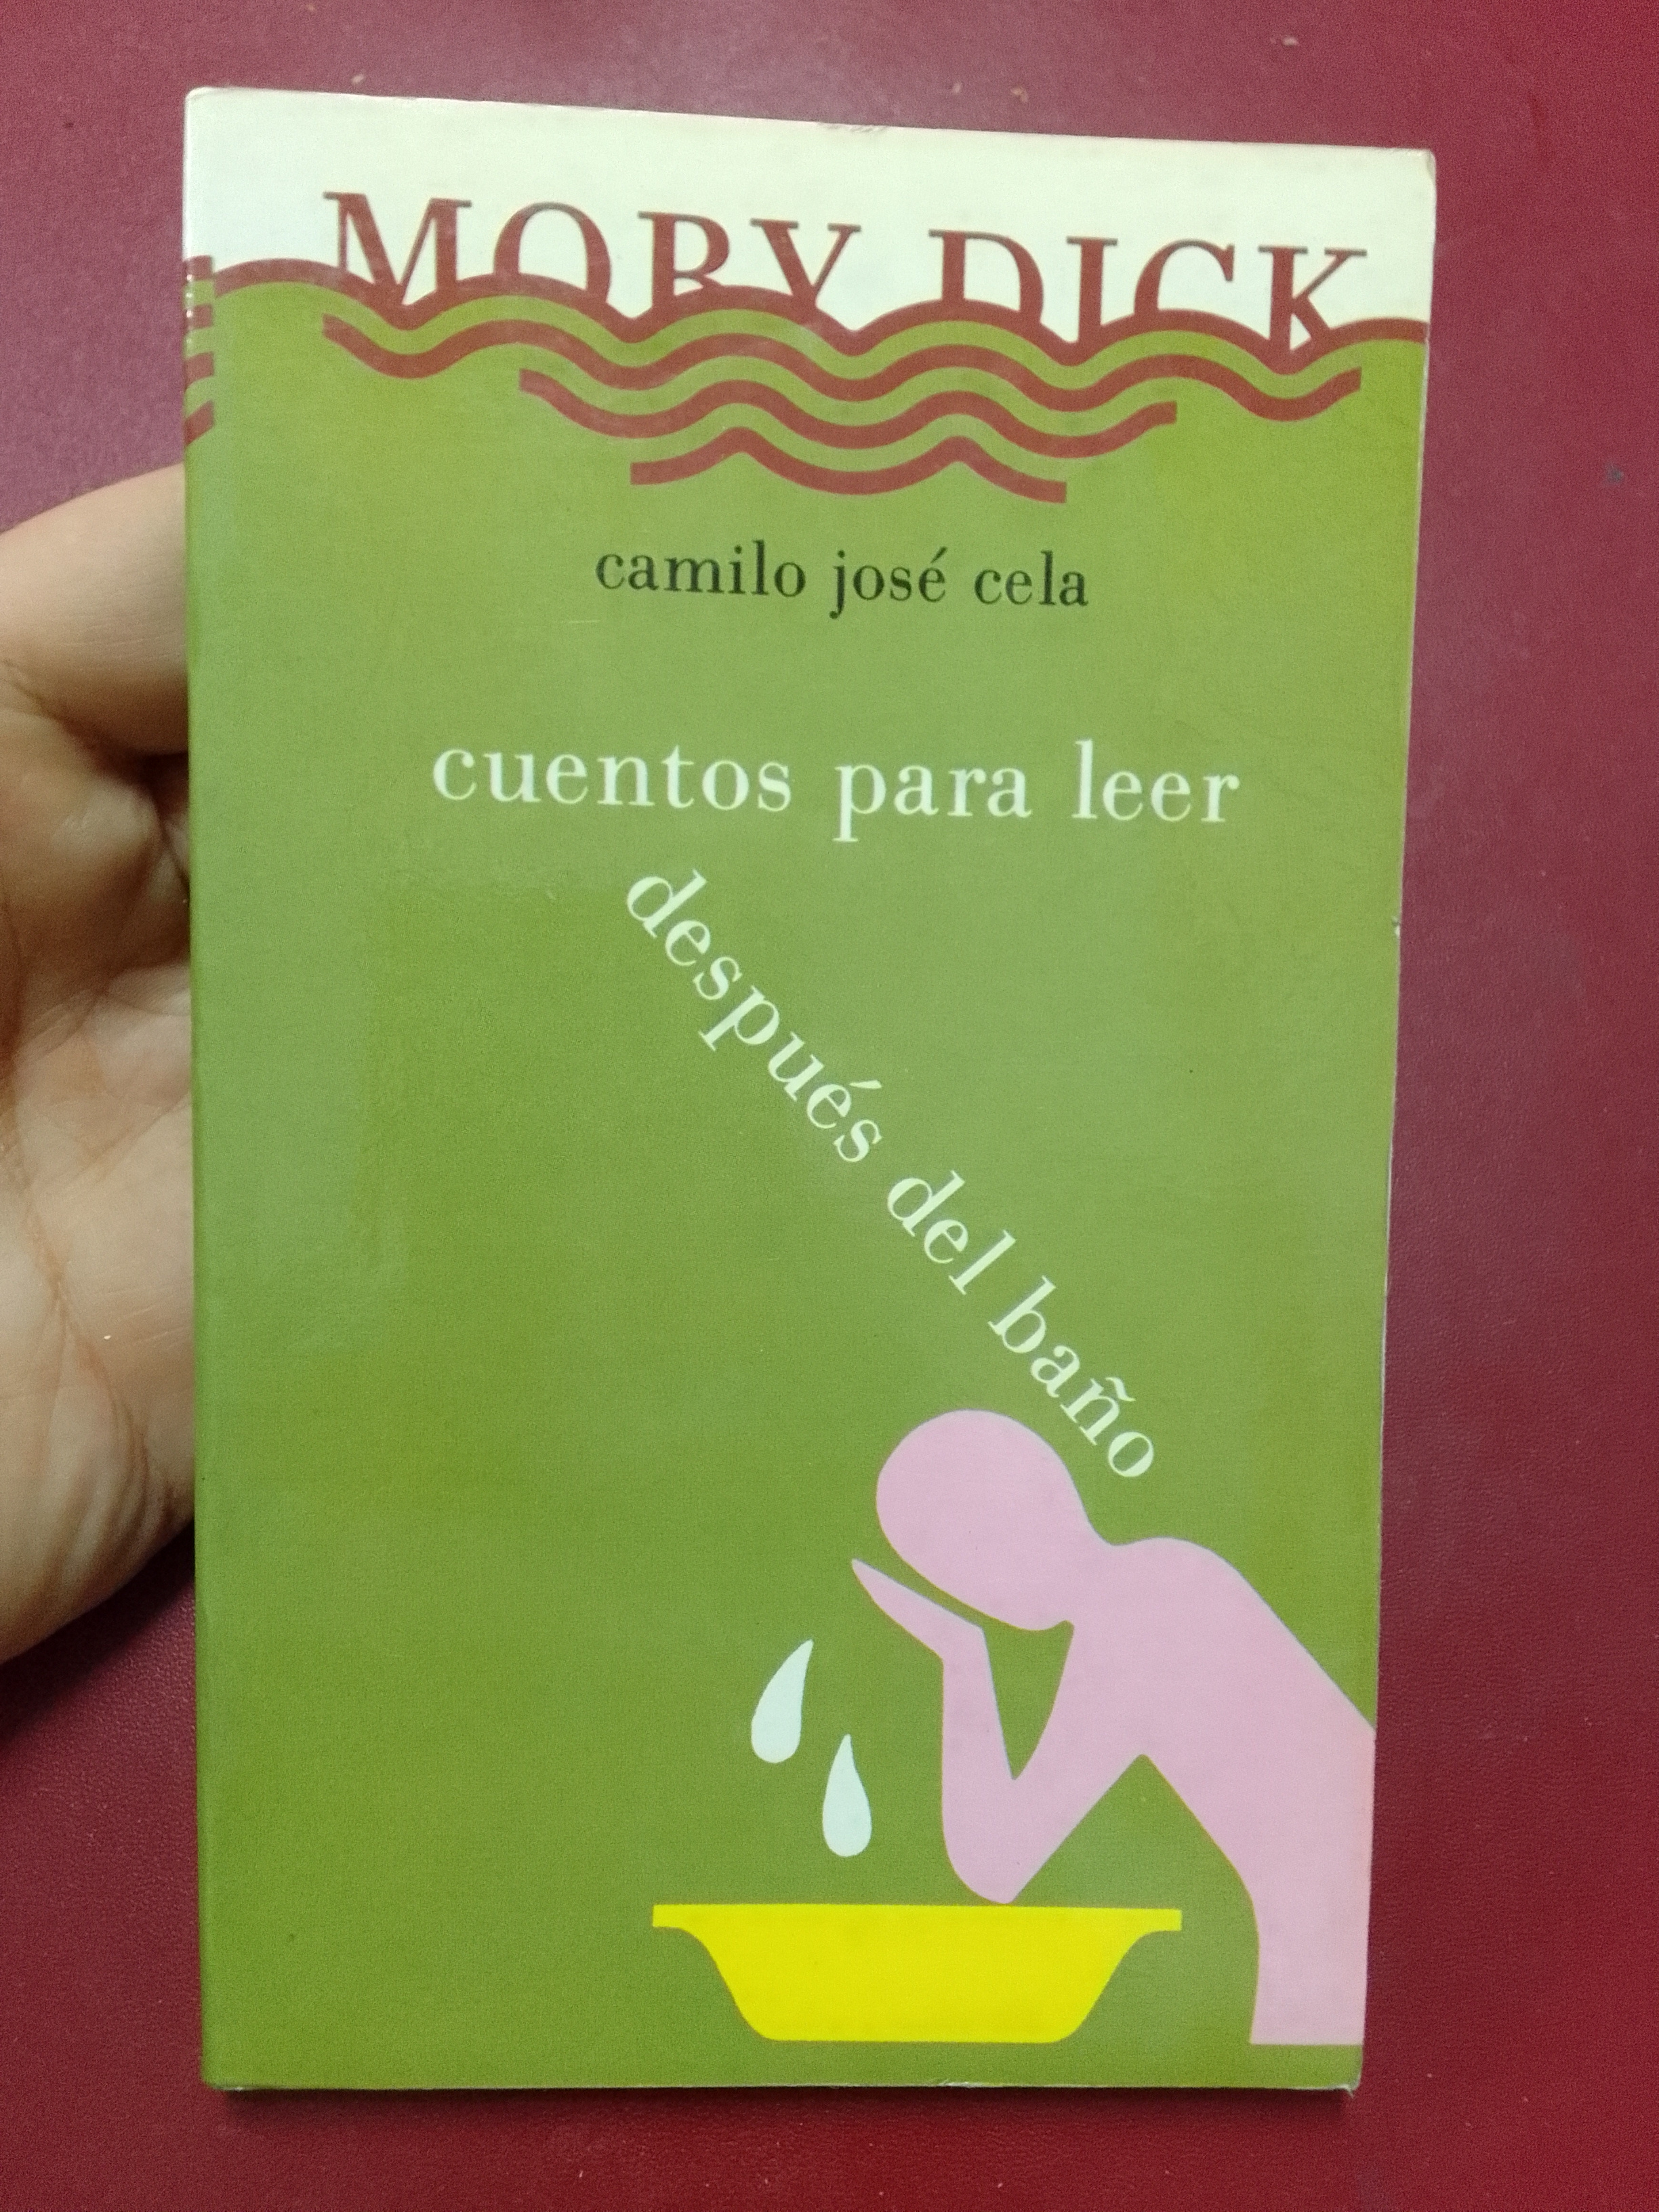 MOBY DICK
camilo josé cela
cuentos para leer
después del baño